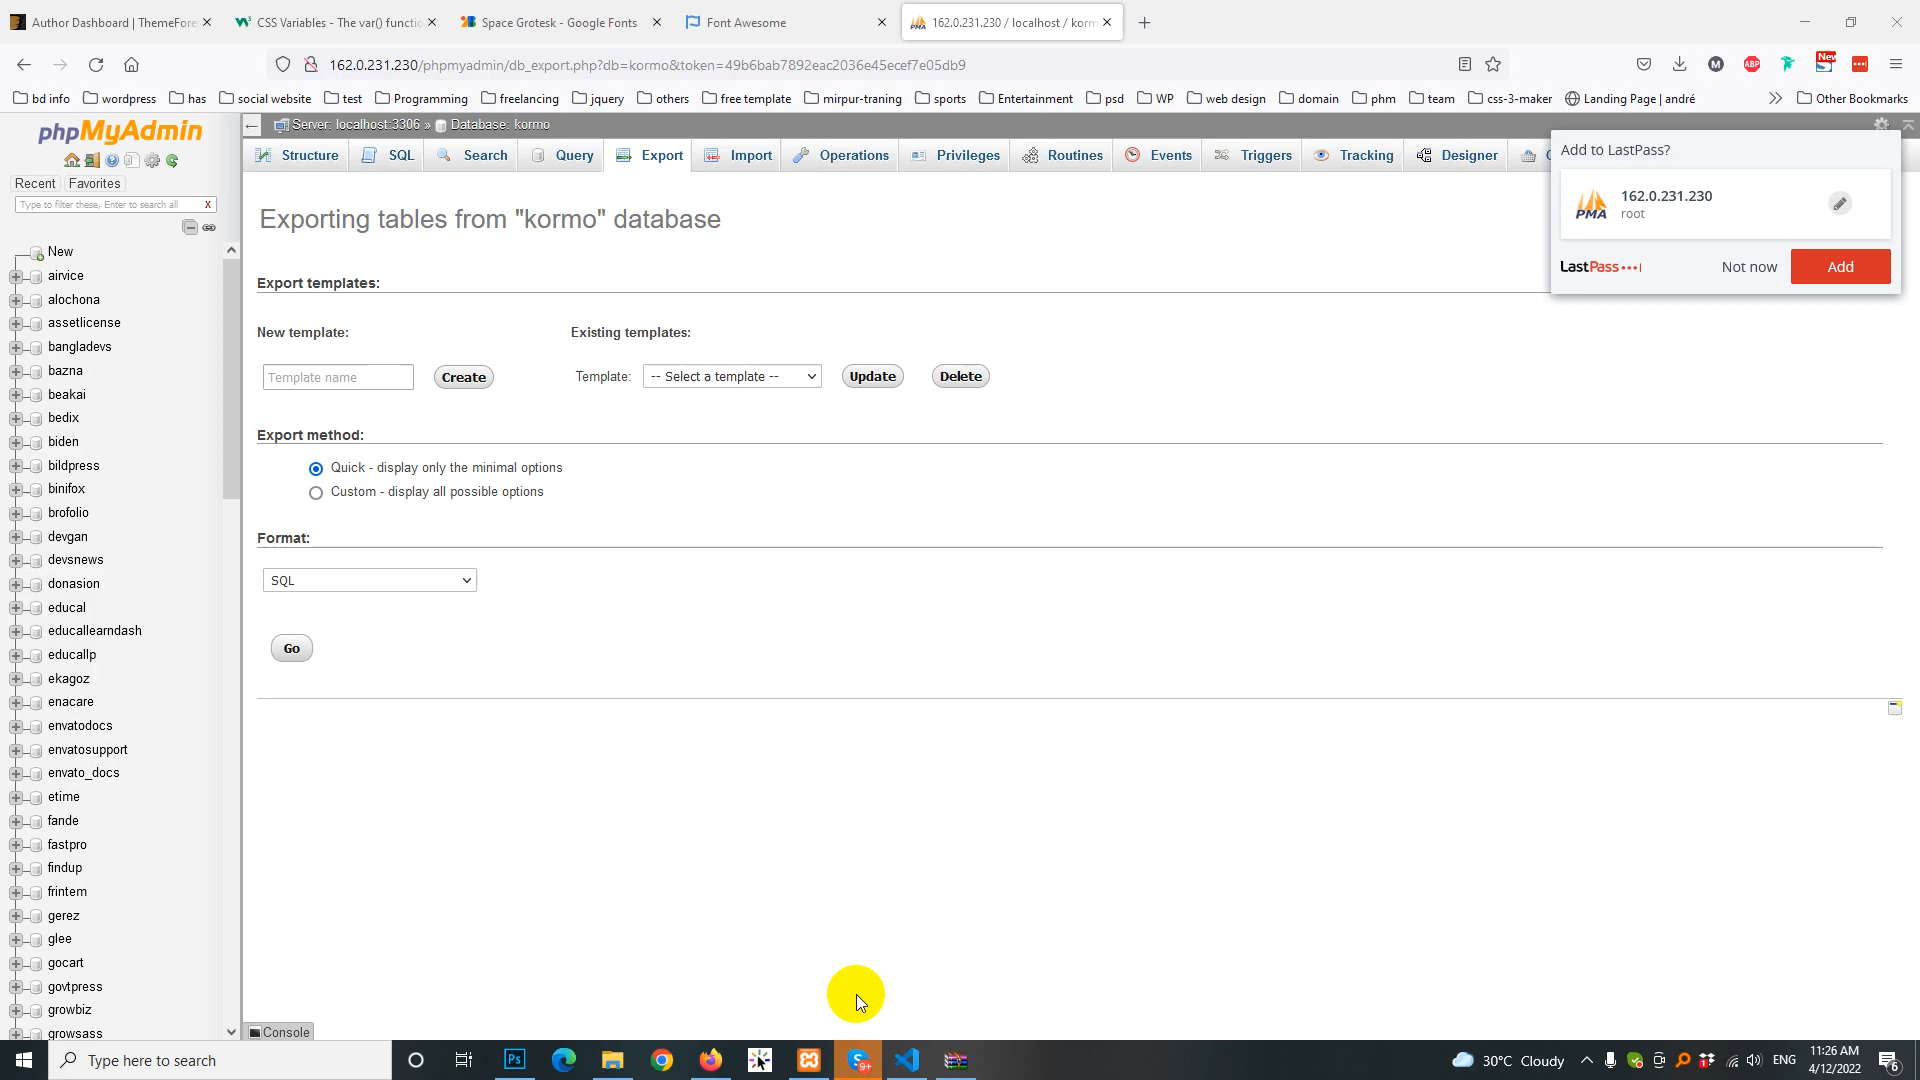 Author Dashboard | ThemeFores
CSS Variables - The var() functio
Space Grotesk - Google Fonts
Font Awesome
162.0.231.230 / localhost / korm
162.0.231.230/phpmyadmin/db_export.php?db=kormo&token=49b6bab7892eac2036e45ecef7e05db9
M
ABP
New
bd info
wordpress
has
social website
test
Programming
freelancing
jquery
others
free template
mirpur-traning
sports
Entertainment
psd
WP
web design
domain
phm
team
css-3-maker
Landing Page | andré
Other Bookmarks
phpMyAdmin
Recent
Favorites
Type to filter these, Enter to search all
X
New
airvice
alochona
assetlicense
bangladevs
bazna
beakai
bedix
biden
bildpress
binifox
brofolio
devgan
devsnews
donasion
educal
educallearndash
educallp
ekagoz
enacare
envatodocs
envatosupport
envato_docs
etime
fande
fastpro
findup
frintem
gerez
glee
gocart
govtpress
growbiz
growsass
Server: localhost:3306 » Database: kormo
Structure
SQL
Search
Query
Export
Import
Operations
Privileges
Routines
Events
Triggers
Tracking
Designer
Exporting tables from "kormo" database
Export templates:
New template:
Existing templates:
Template name
Create
Template:
-- Select a template --
Update
Delete
Export method:
Quick - display only the minimal options
Custom - display all possible options
Format:
SQL
Go
Console
Add to LastPass?
PMA
162.0.231.230
root
LastPass
Not now
Add
Type here to search
Ps
9+
30°C Cloudy
ENG
11:26 AM
4/12/2022
6